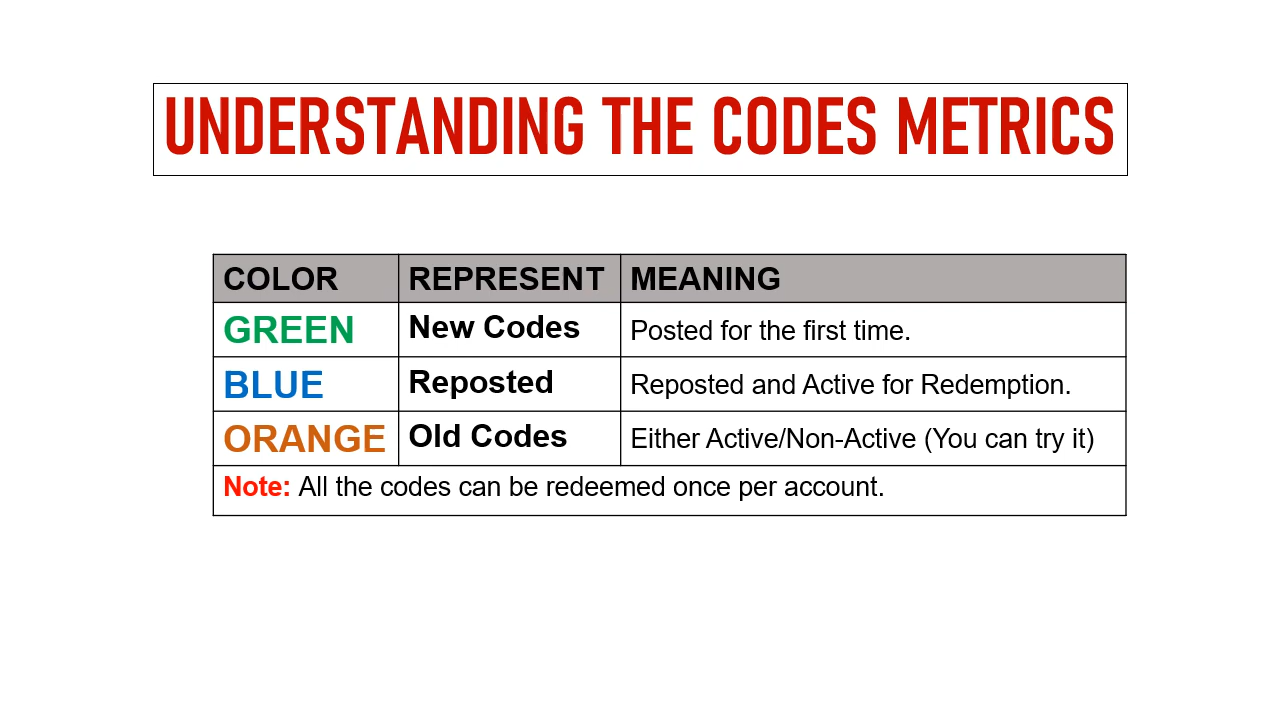 UNDERSTANDING THE CODES METRICS
COLOR REPRESENT MEANING
GREEN New Codes Posted for the first time.
BLUE Reposted Reposted and Active for Redemption.
ORANGE Old Codes Either Active/Non-Active (You can try it)
Note: All the codes can be redeemed once per account.